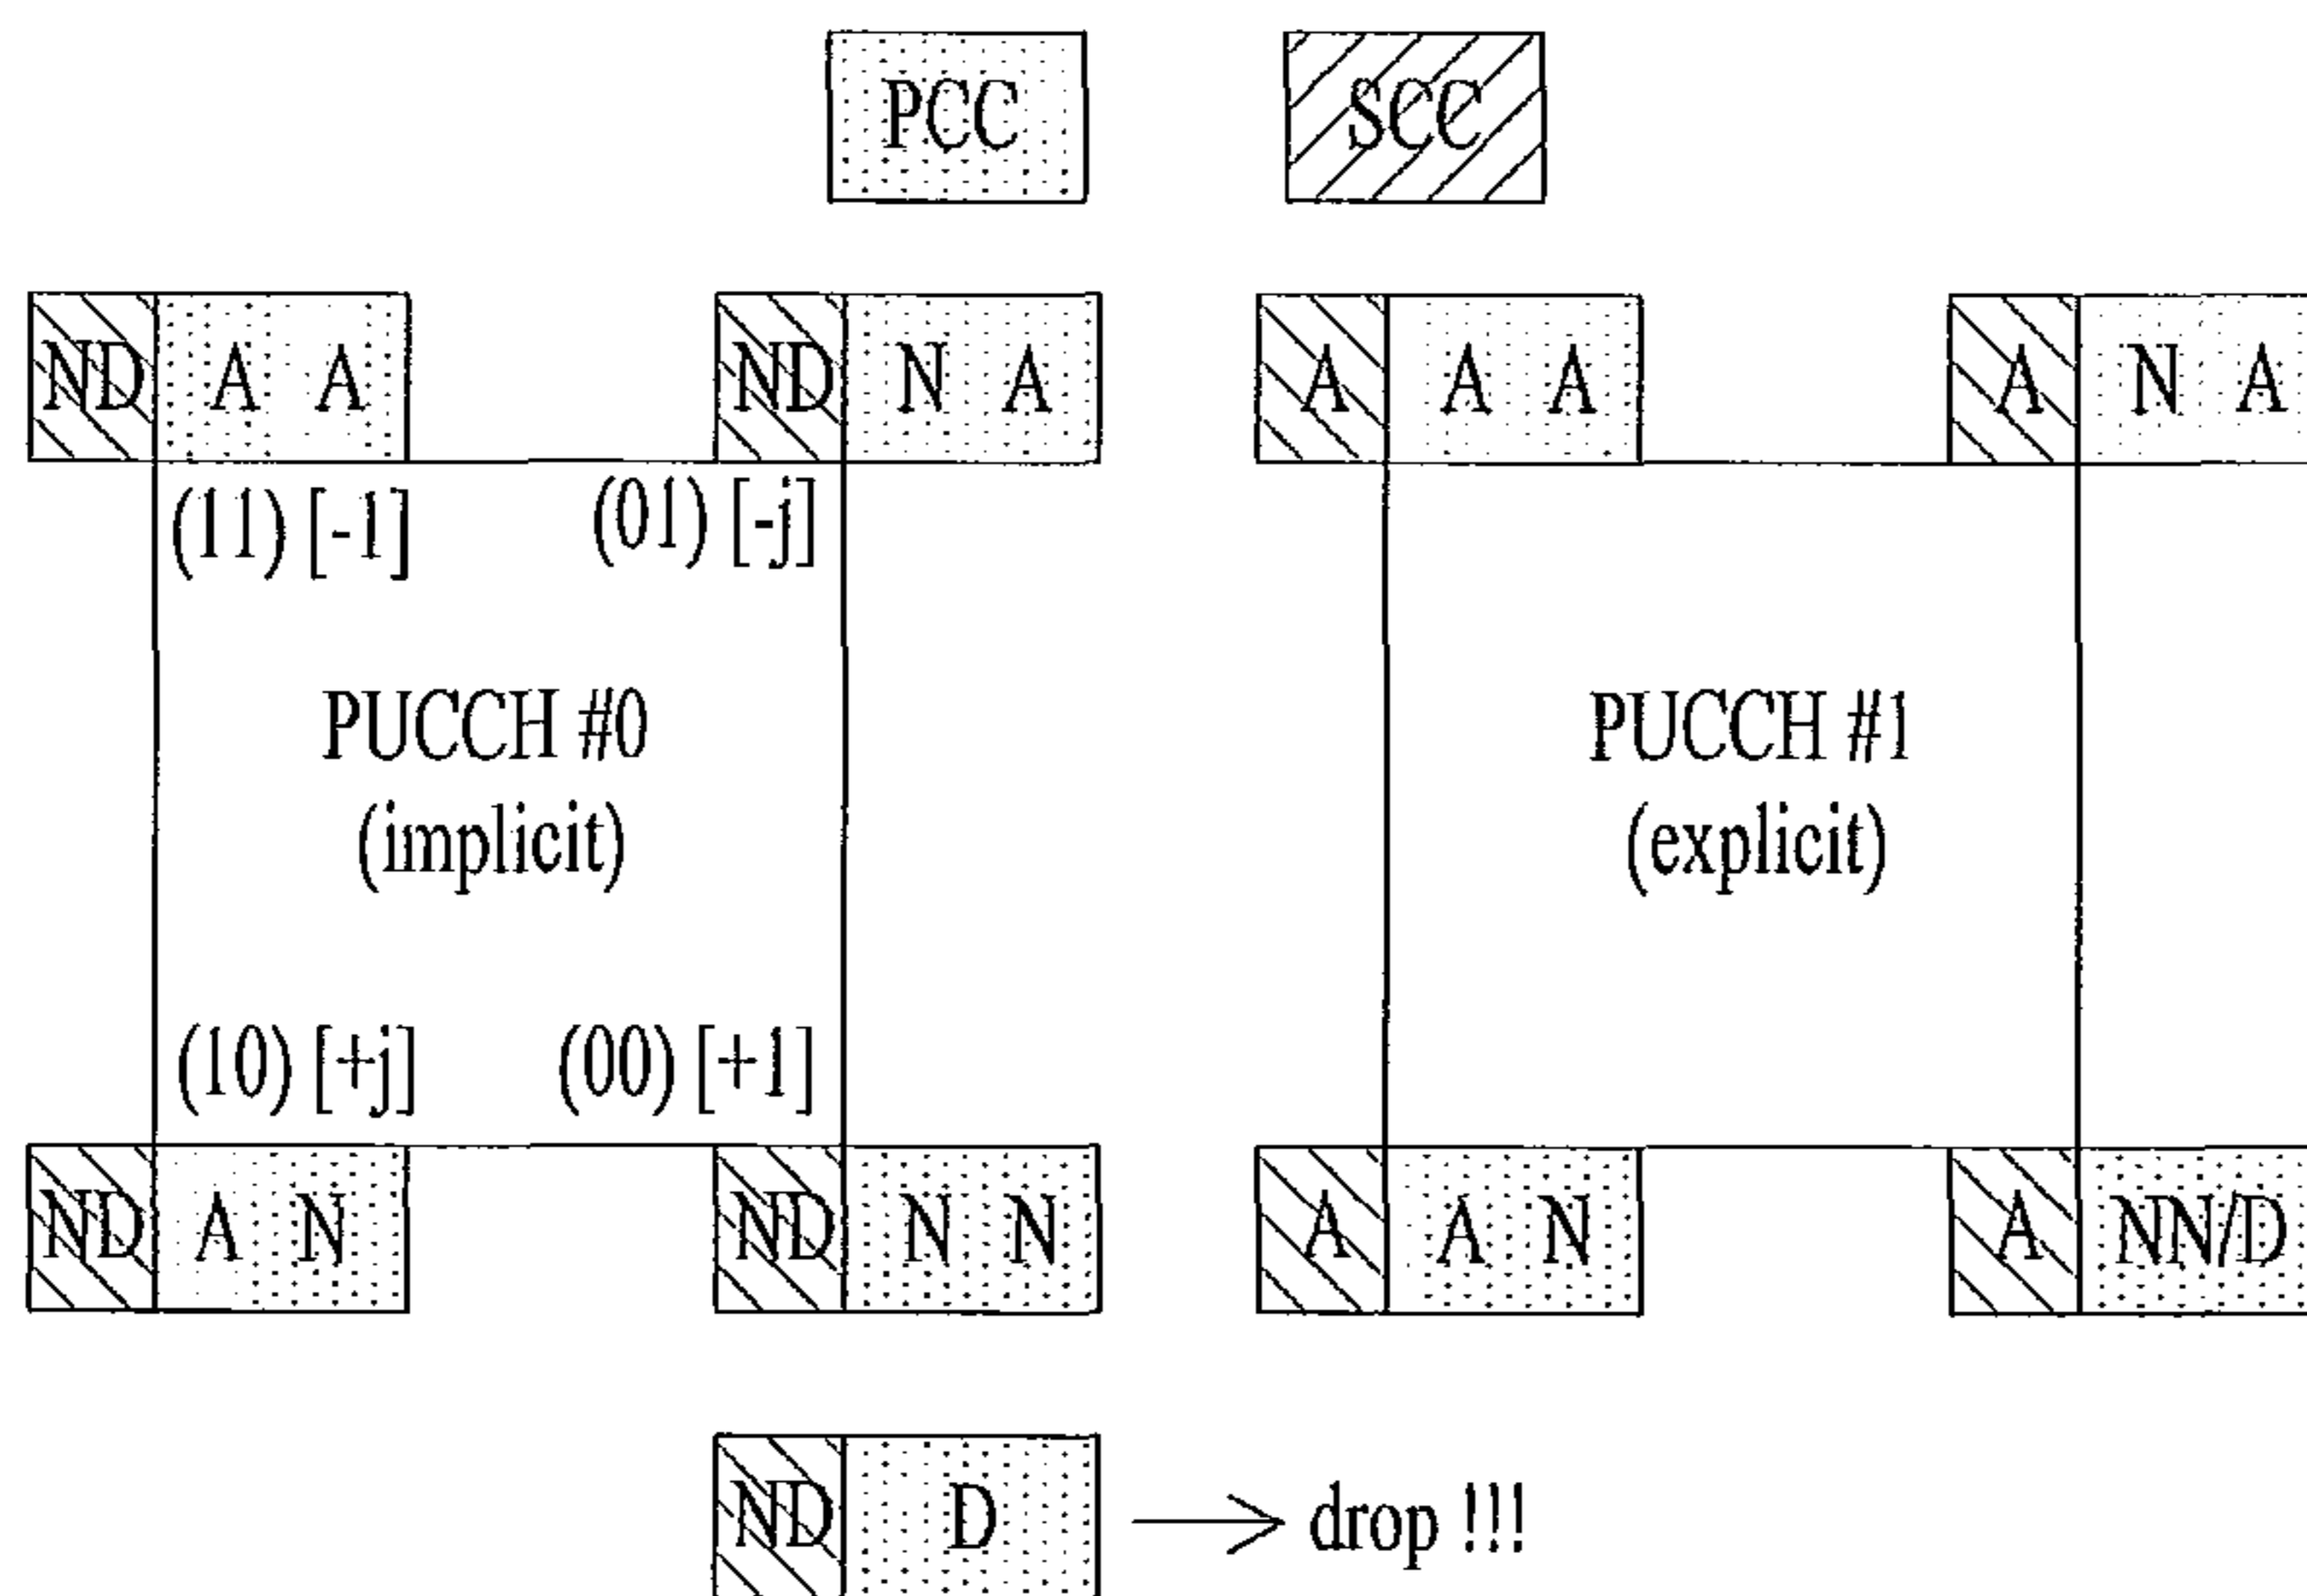 PCC SCC
ND A A ND N A A A A A N A
(11) [-1] (01) [-j]
PUCCH #0 PUCCH #1
(implicit) (explicit)
(10) [+j] (00) [+1]
ND A N ND N N A A N A NN/D
ND D drop !!!